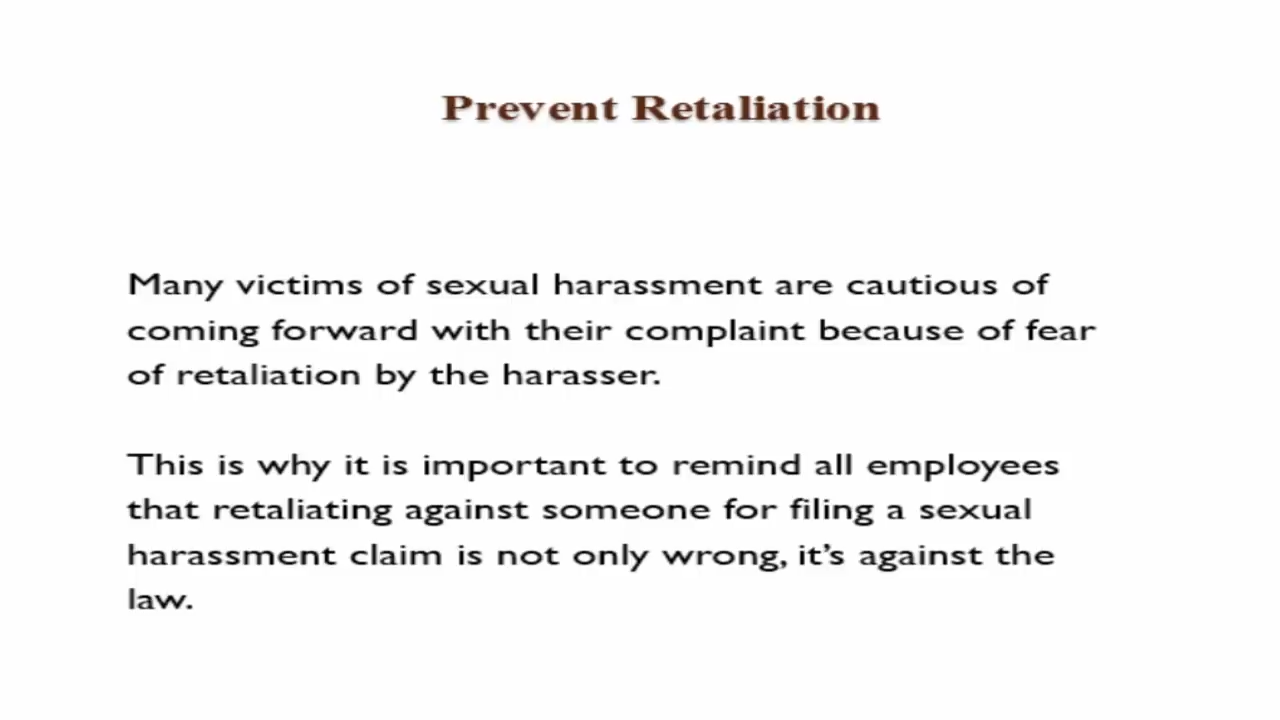 Prevent Retaliation
Many victims of sexual harassment are cautious of
coming forward with their complaint because of fear
of retaliation by the harasser.
This is why it is important to remind all employees
that retaliating against someone for filing a sexual
harassment claim is not only wrong, it’s against the
law.